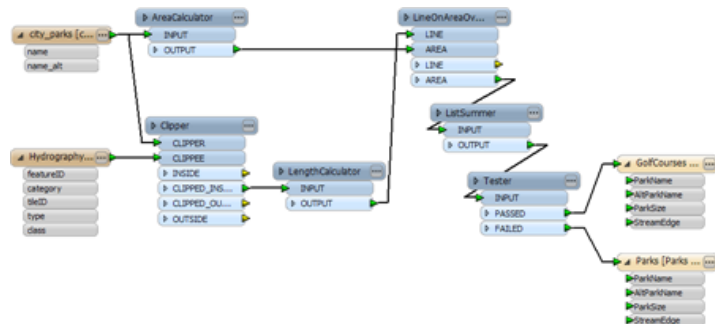 city_parks [c...
name
name_alt
AreaCalculator
INPUT
OUTPUT
LineOnAreaOv...
LINE
AREA
LINE
AREA
Clipper
CLIPPER
CLIPPEE
INSIDE
CLIPPED_INS...
CLIPPED_OU...
OUTSIDE
Hydrography...
featureID
category
tileID
type
class
LengthCalculator
INPUT
OUTPUT
ListSummer
INPUT
OUTPUT
Tester
INPUT
PASSED
FAILED
GolfCourses
ParkName
AltParkName
ParkSize
StreamEdge
Parks [Parks ...
ParkName
AltParkName
ParkSize
StreamEdge